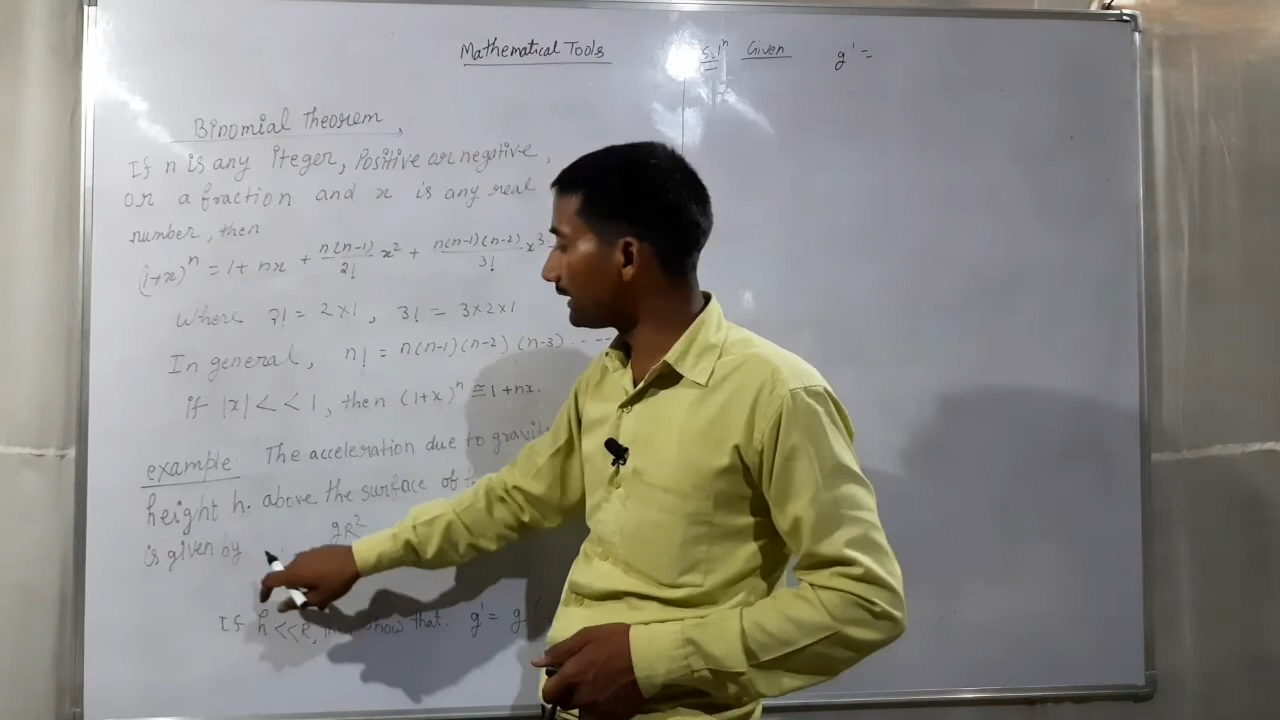 Mathematical Tools
Binomial Theorem,
If n is any iteger, Positive or negative,
or a fraction and x is any real
number, then
(1+x)ⁿ = 1 + nx + n(n-1)/2! x² + n(n-1)(n-2)/3! x³
Where 2! = 2×1, 3! = 3×2×1
In general, n! = n(n-1)(n-2)(n-3).....
if |x|<<1, then (1+x)ⁿ ≅ 1+nx.
example: The acceleration due to
height h. above the surface of
is given by gR²
If h<<R, then show that. g' = g
Solⁿ Given g' =